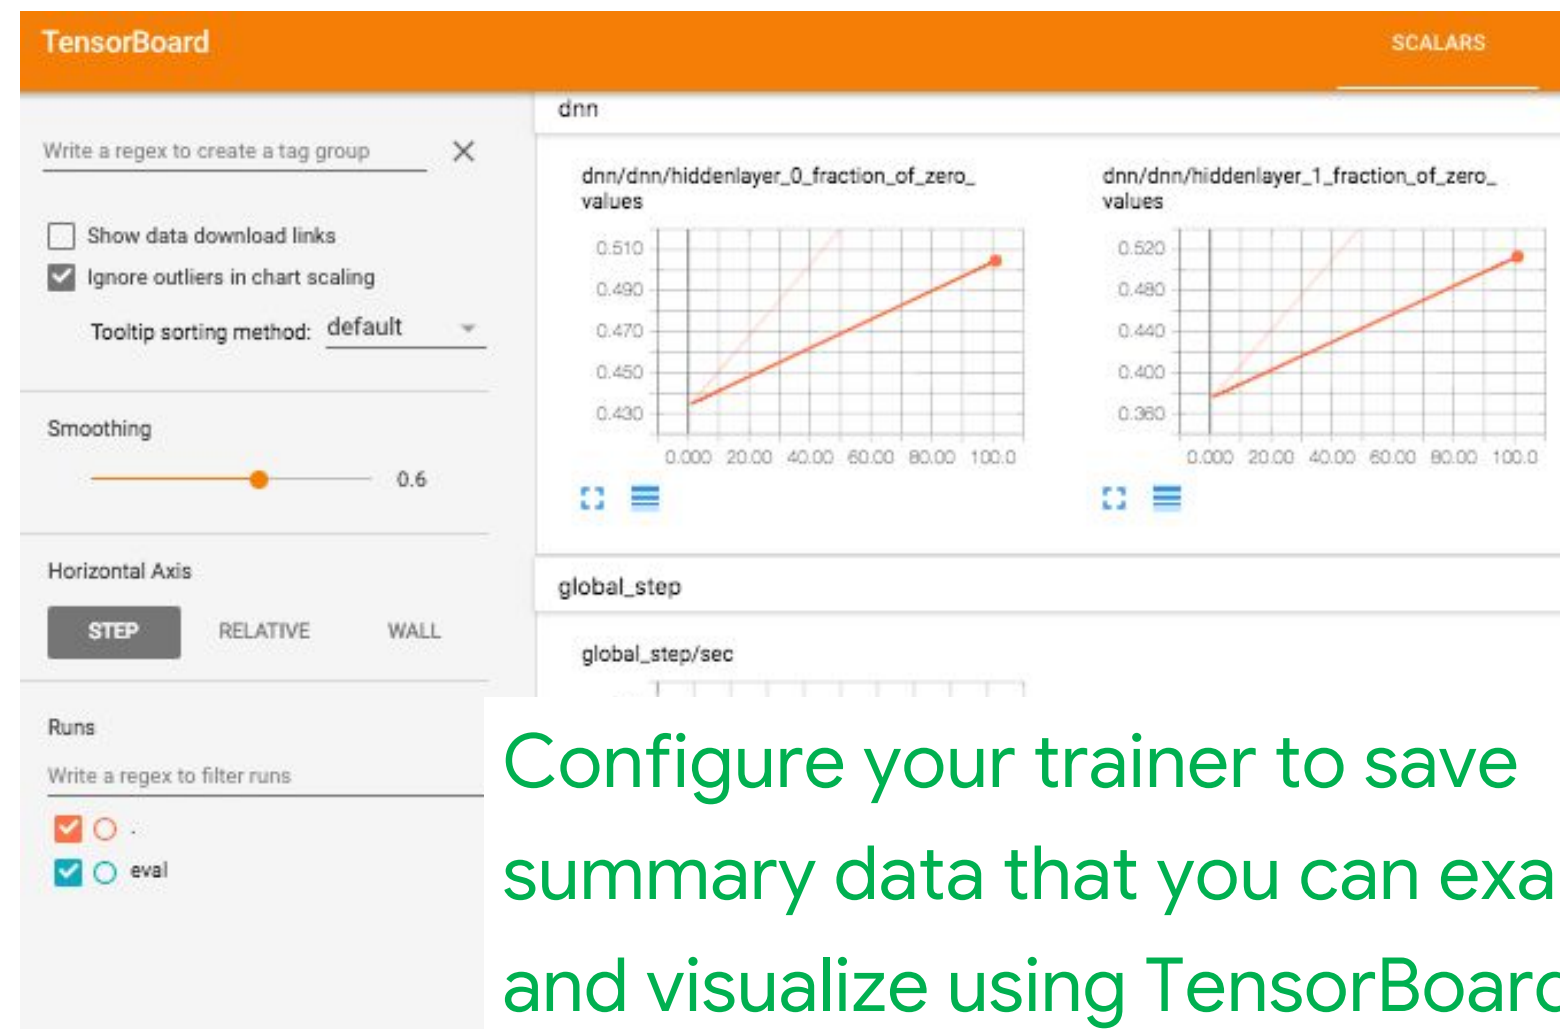 TensorBoard
SCALARS
Write a regex to create a tag group
Show data download links
Ignore outliers in chart scaling
Tooltip sorting method: default
Smoothing
0.6
Horizontal Axis
STEP RELATIVE WALL
Runs
Write a regex to filter runs
.
eval
dnn
dnn/dnn/hiddenlayer_0_fraction_of_zero_
values
0.510
0.490
0.470
0.450
0.430
0.000 20.00 40.00 60.00 80.00 100.0
dnn/dnn/hiddenlayer_1_fraction_of_zero_
values
0.520
0.480
0.440
0.400
0.360
0.000 20.00 40.00 60.00 80.00 100.0
global_step
global_step/sec
Configure your trainer to save
summary data that you can exa
and visualize using TensorBoard